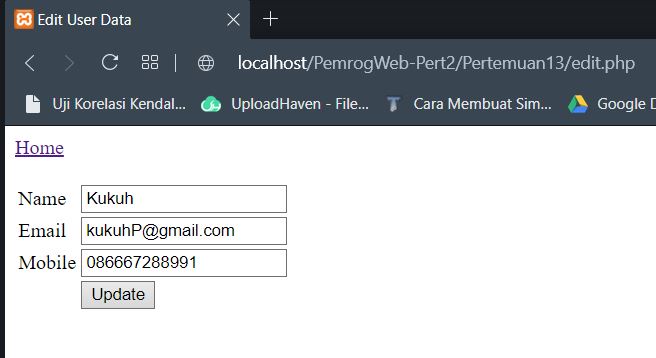 Edit User Data
localhost/PemrogWeb-Pert2/Pertemuan13/edit.php
Uji Korelasi Kendal... UploadHaven - File... Cara Membuat Sim... Google D
Home
Name Kukuh
Email kukuhP@gmail.com
Mobile 086667288991
Update